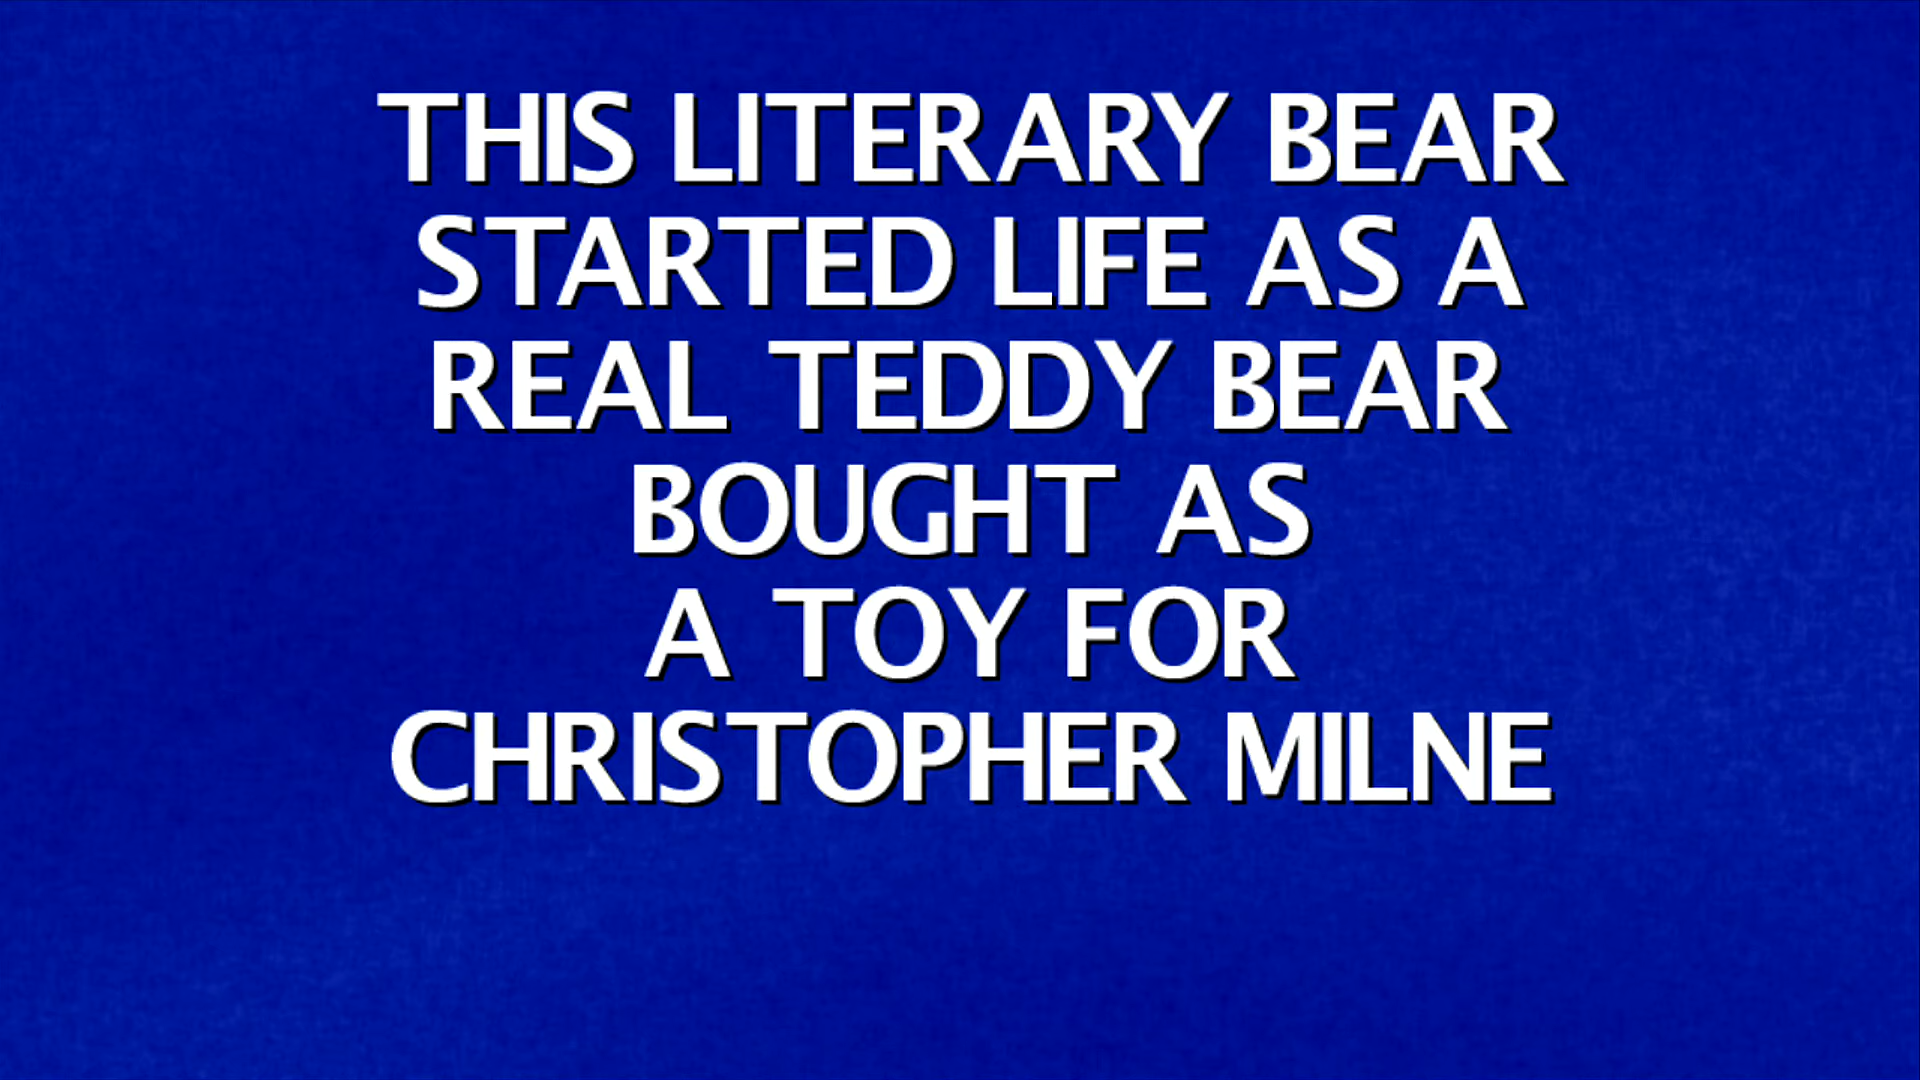 THIS LITERARY BEAR
STARTED LIFE AS A
REAL TEDDY BEAR
BOUGHT AS
A TOY FOR
CHRISTOPHER MILNE